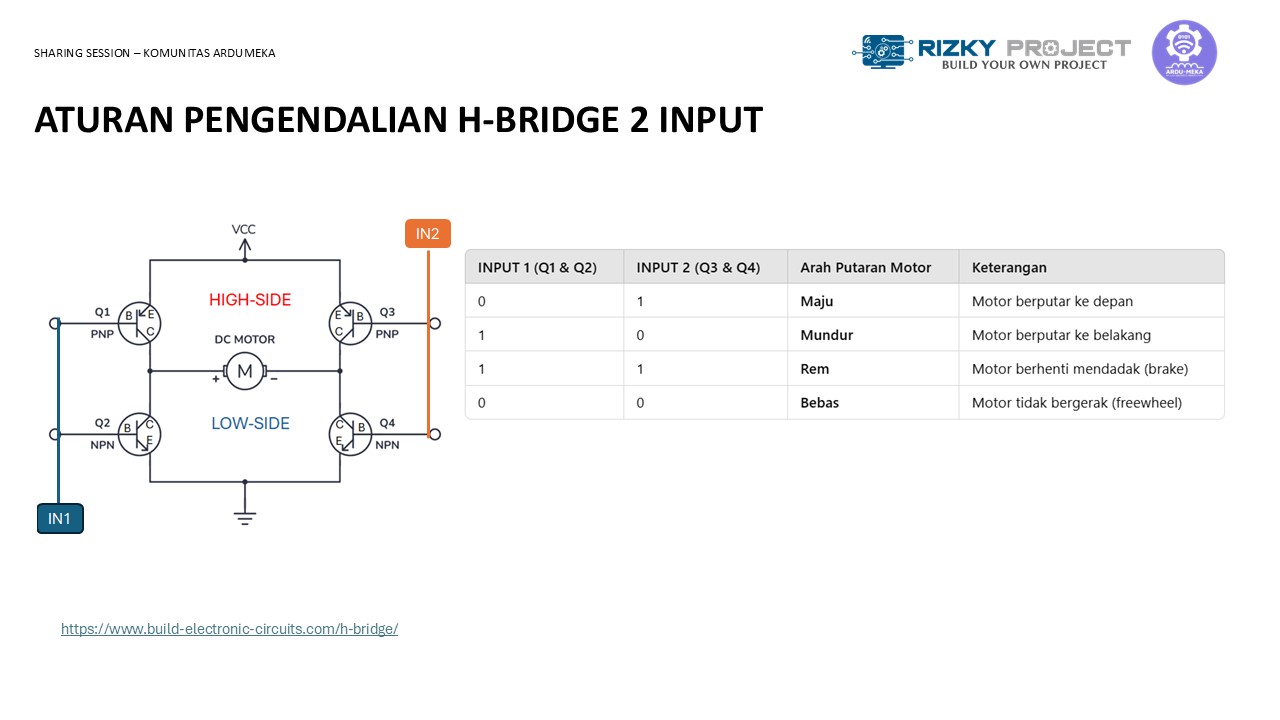 SHARING SESSION – KOMUNITAS ARDUMEKA
RIZKY PROJECT
BUILD YOUR OWN PROJECT
0101
ARDU-MEKA
ATURAN PENGENDALIAN H-BRIDGE 2 INPUT
VCC
IN2
HIGH-SIDE
Q1
B
E
C
PNP
E
B
C
Q3
PNP
DC MOTOR
M
+
–
LOW-SIDE
Q2
B
C
E
NPN
C
B
E
Q4
NPN
IN1
INPUT 1 (Q1 & Q2) INPUT 2 (Q3 & Q4) Arah Putaran Motor Keterangan
0 1 Maju Motor berputar ke depan
1 0 Mundur Motor berputar ke belakang
1 1 Rem Motor berhenti mendadak (brake)
0 0 Bebas Motor tidak bergerak (freewheel)
https://www.build-electronic-circuits.com/h-bridge/